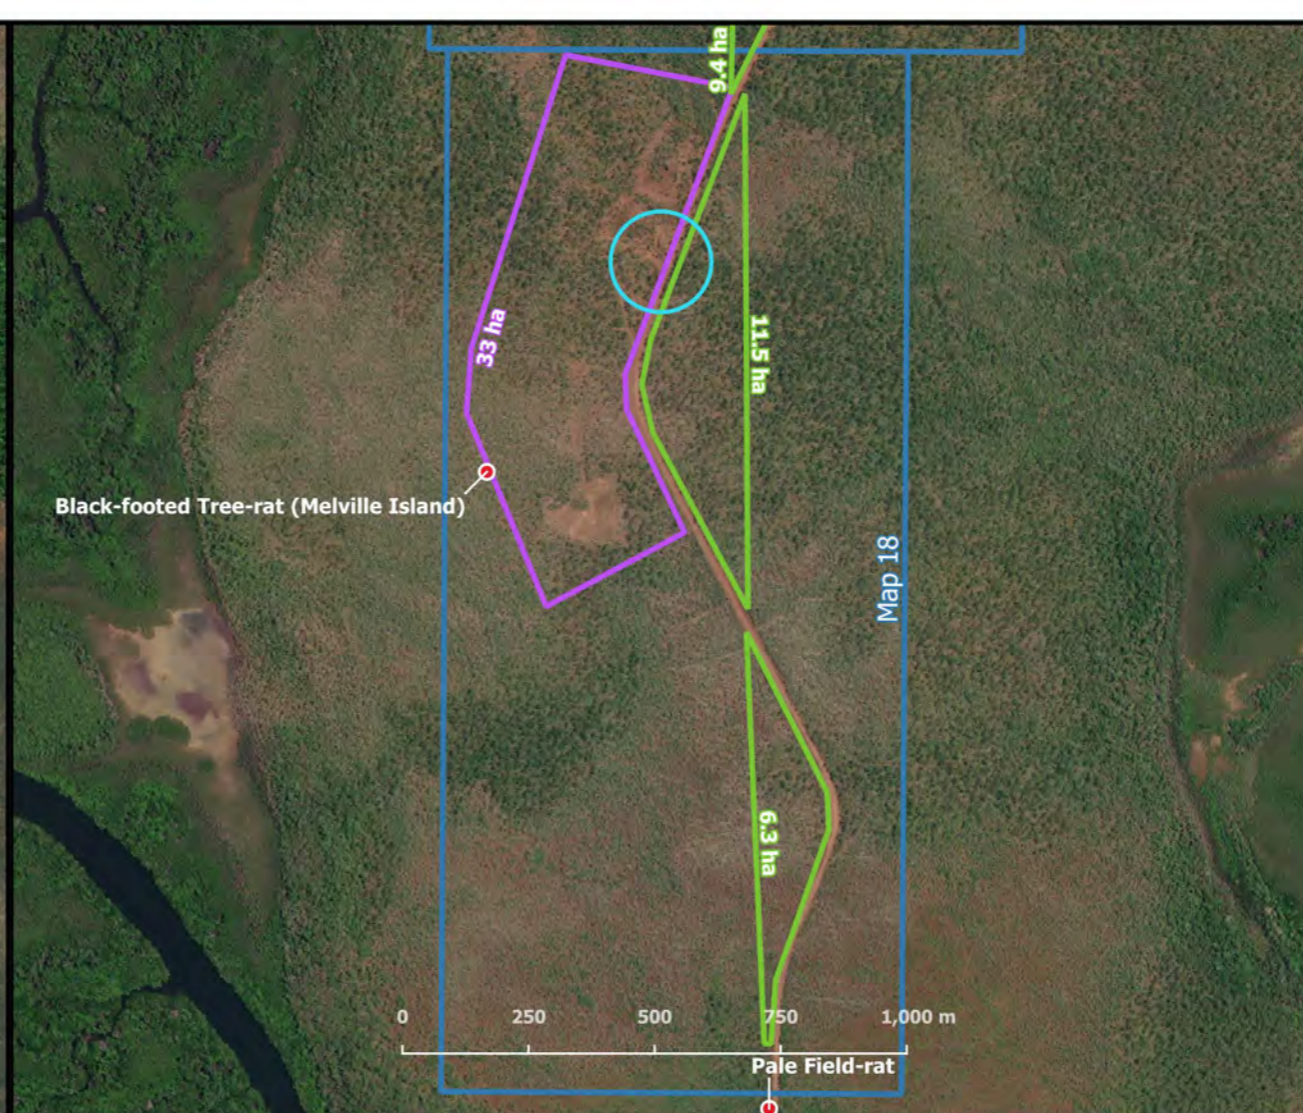 9.4 ha
33 ha
11.5 ha
Black-footed Tree-rat (Melville Island)
Map 18
6.3 ha
0 250 500 750 1,000 m
Pale Field-rat